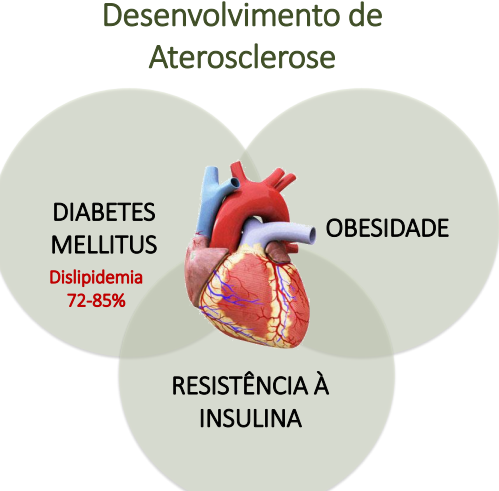 Desenvolvimento de
Aterosclerose
DIABETES
MELLITUS
Dislipidemia
72-85%
OBESIDADE
RESISTÊNCIA À
INSULINA